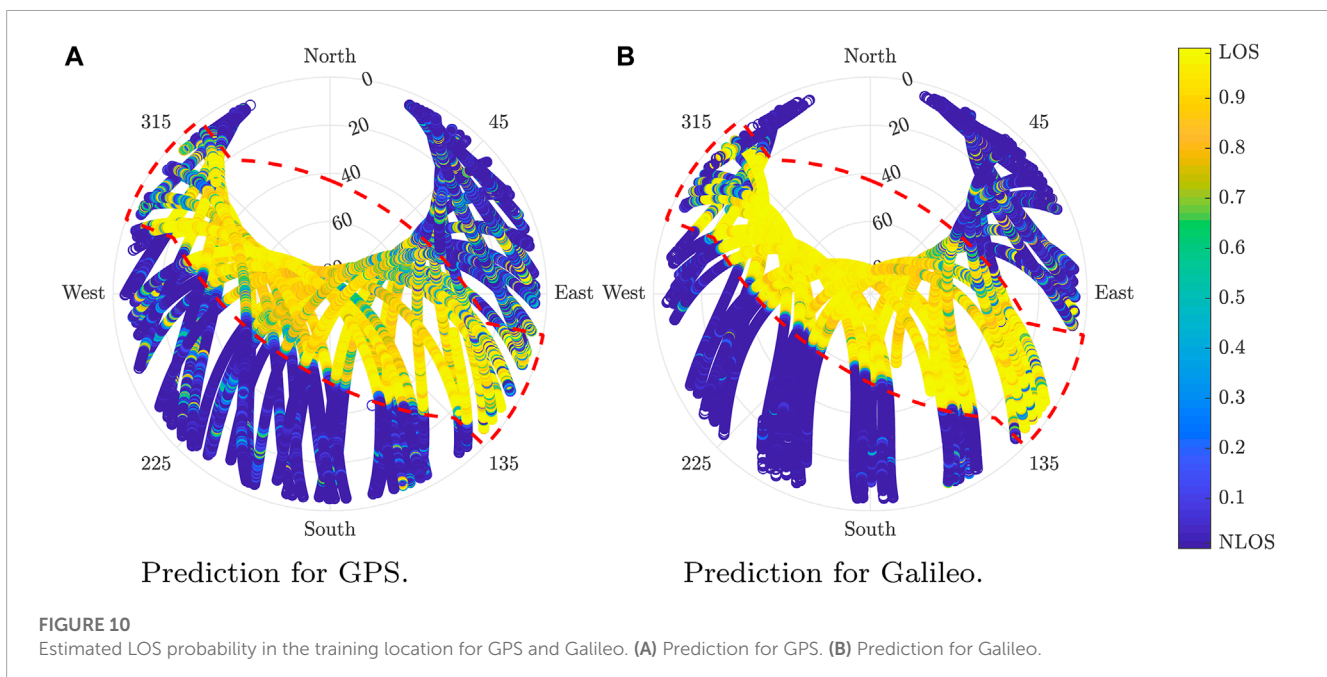 A
North
0
20
40
60
45
315
West
East
225
135
South
Prediction for GPS.
B
North
0
20
40
60
45
315
West
East
225
135
South
Prediction for Galileo.
LOS
0.9
0.8
0.7
0.6
0.5
0.4
0.3
0.2
0.1
NLOS
FIGURE 10
Estimated LOS probability in the training location for GPS and Galileo. (A) Prediction for GPS. (B) Prediction for Galileo.